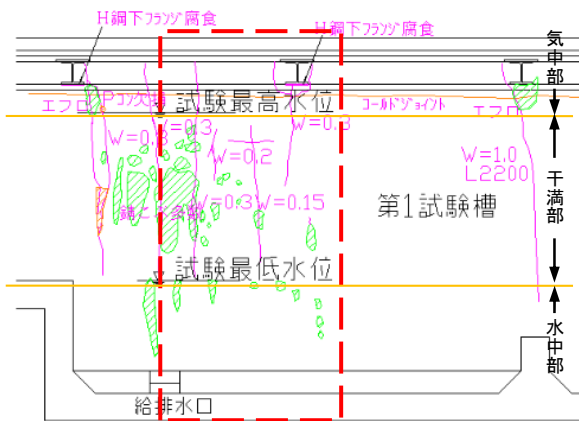 H鋼下フランジ腐食
H鋼下フランジ腐食
気中部
エフロ
Pコン欠損
試験最高水位
コールドジョイント
エフロ
W=0.3
W=0.3
W=0.3
W=0.2
W=1.0
L2200
干満部
W=0.3
W=0.15
第1試験槽
試験最低水位
水中部
給排水口